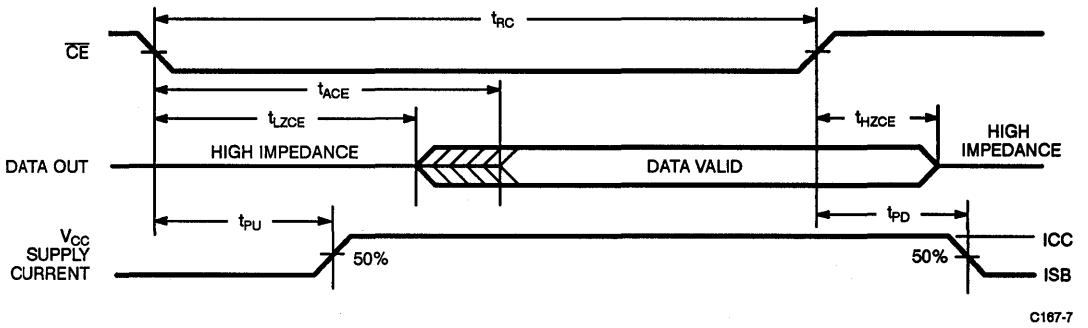 tRC
CE
tACE
tLZCE
tHZCE
HIGH IMPEDANCE
HIGH
IMPEDANCE
DATA OUT
DATA VALID
tPU
tPD
VCC
SUPPLY
CURRENT
50%
50%
ICC
ISB
C167-7